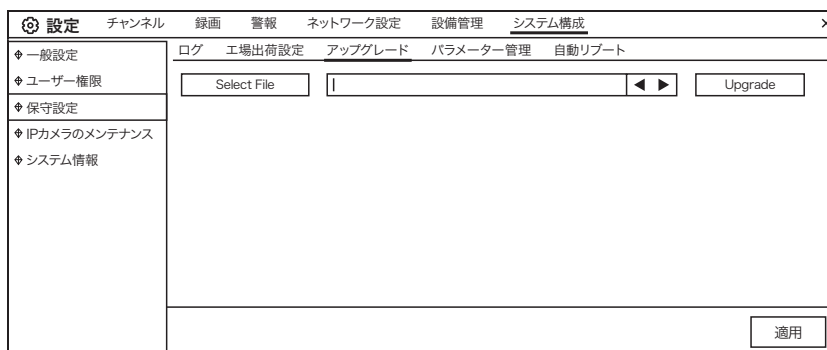 設定 チャンネル 録画 警報 ネットワーク設定 設備管理 システム構成 ×
一般設定
ユーザー権限
保守設定
IPカメラのメンテナンス
システム情報
ログ 工場出荷設定 アップグレード パラメーター管理 自動リブート
Select File Upgrade
適用